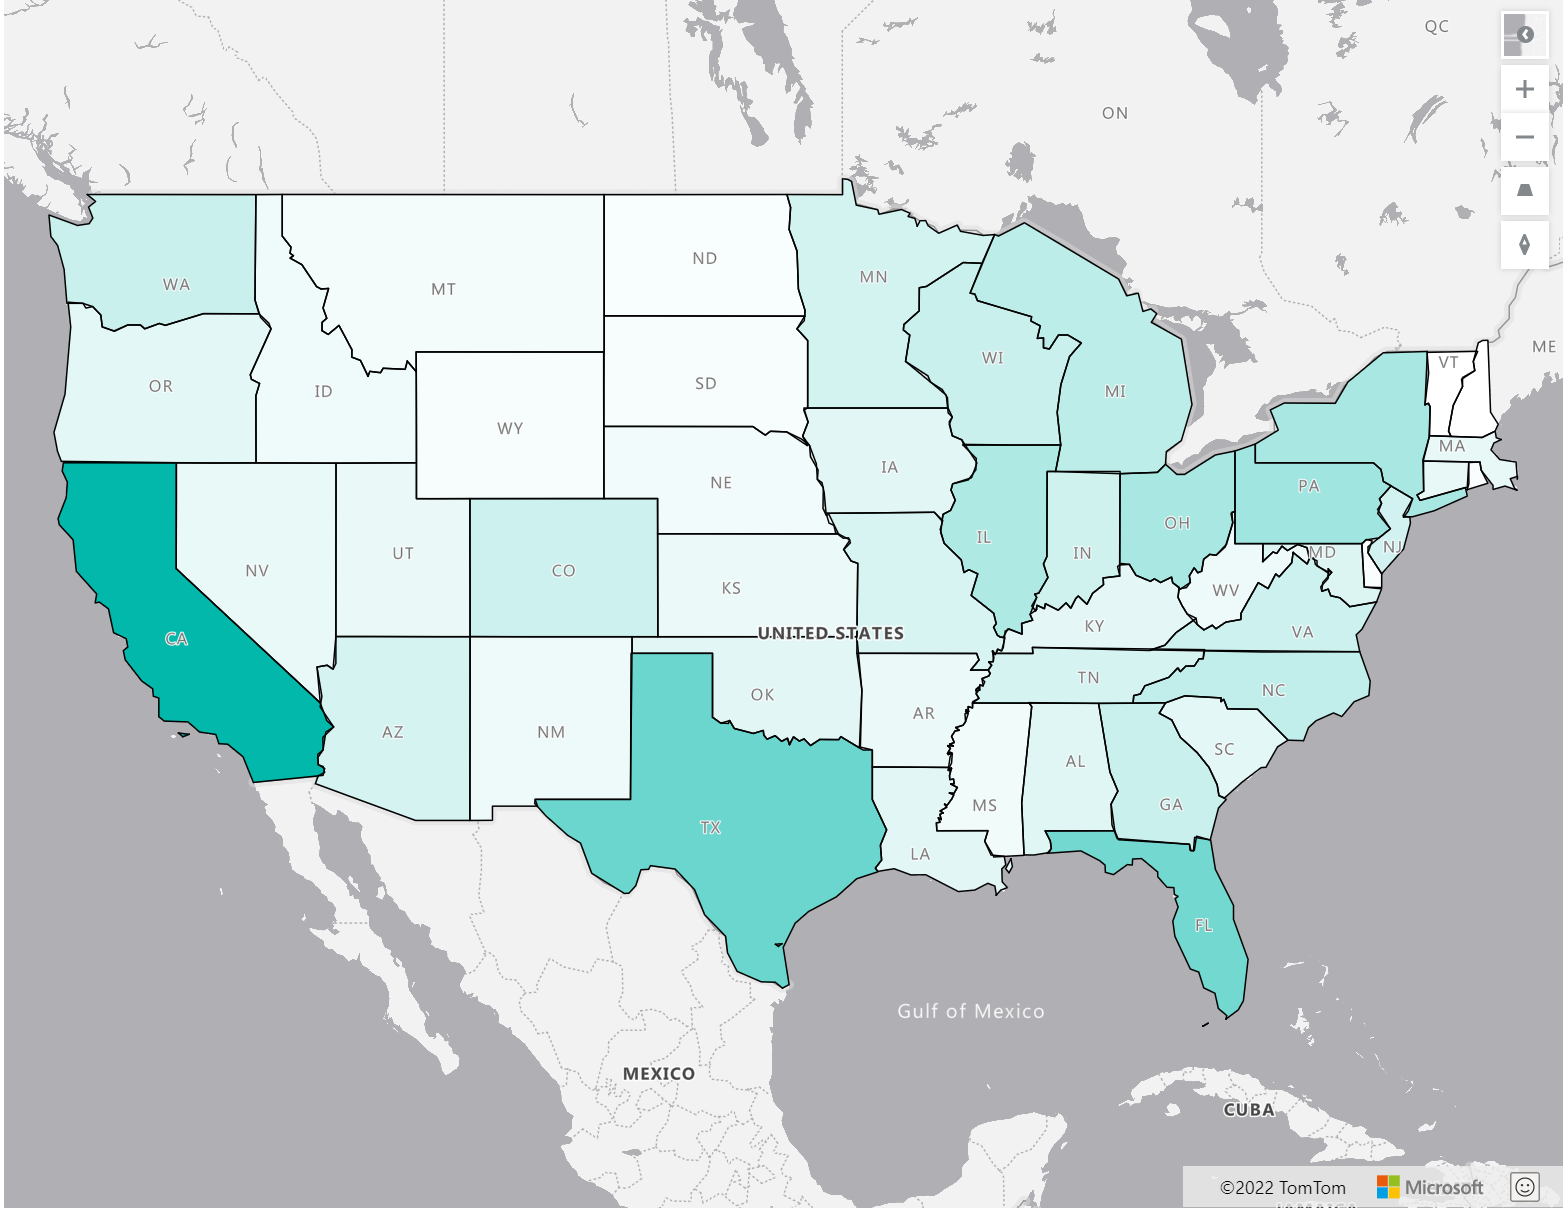 QC
ON
WA
MT
ND
MN
ME
OR
ID
SD
WI
MI
VT
WY
IA
MA
NE
PA
IL
OH
NV
UT
CO
KS
IN
MD
NJ
WV
CA
UNITED STATES
KY
VA
AZ
NM
OK
TN
NC
AR
AL
SC
TX
MS
GA
LA
FL
Gulf of Mexico
MEXICO
CUBA
©2022 TomTom
Microsoft